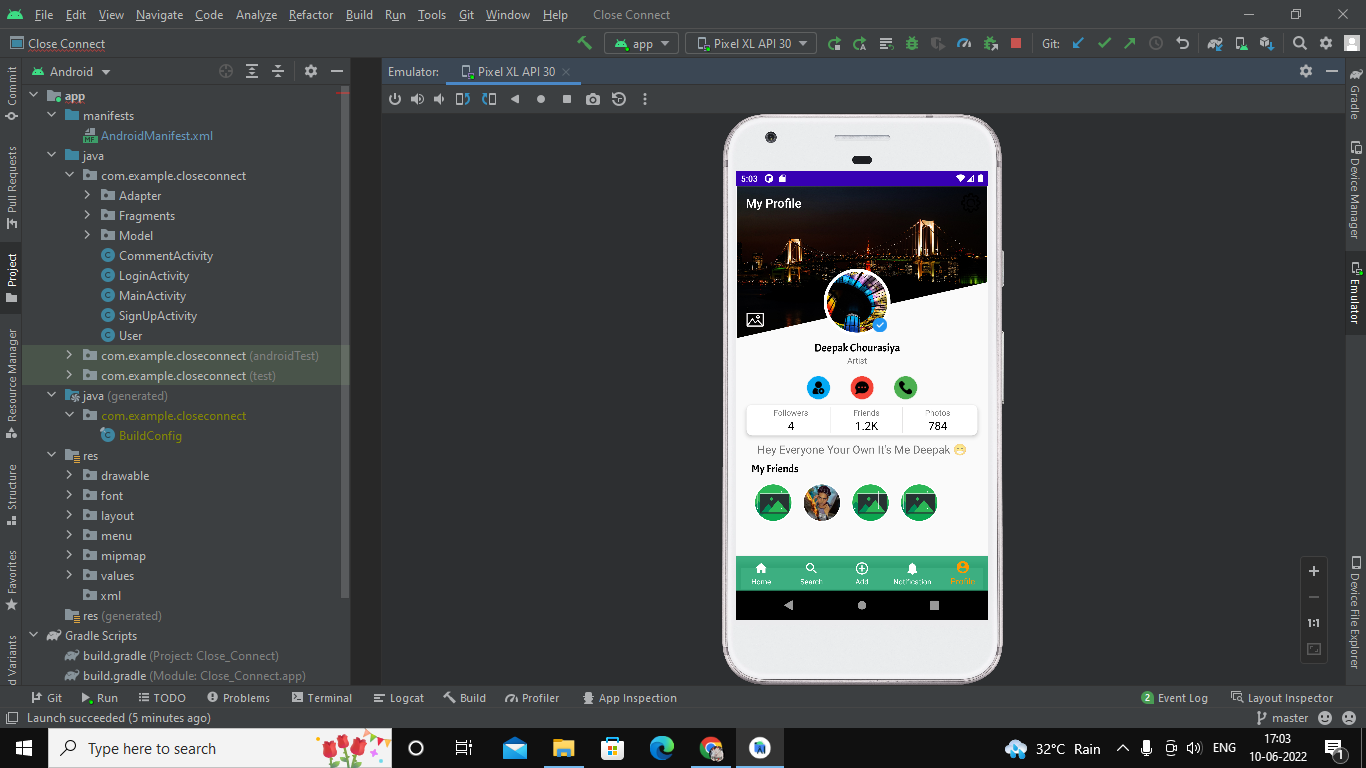 File Edit View Navigate Code Analyze Refactor Build Run Tools Git Window Help Close Connect
Close Connect app Pixel XL API 30 Git:
Android
Emulator: Pixel XL API 30
app
manifests
AndroidManifest.xml
java
com.example.closeconnect
Adapter
Fragments
Model
CommentActivity
LoginActivity
MainActivity
SignUpActivity
User
com.example.closeconnect (androidTest)
com.example.closeconnect (test)
java (generated)
com.example.closeconnect
BuildConfig
res
drawable
font
layout
menu
mipmap
values
xml
res (generated)
Gradle Scripts
build.gradle (Project: Close_Connect)
build.gradle (Module: Close_Connect.app)
Commit
Pull Requests
Project
Resource Manager
Structure
Favorites
d Variants
5:03
My Profile
Deepak Chourasiya
Artist
Followers Friends Photos
4 1.2K 784
Hey Everyone Your Own It's Me Deepak 😁
My Friends
Home Search Add Notification Profile
1:1
Gradle
Device Manager
Emulator
Device File Explorer
Git Run TODO Problems Terminal Logcat Build Profiler App Inspection 2 Event Log Layout Inspector
Launch succeeded (5 minutes ago) master
Type here to search 32°C Rain ENG 17:03
10-06-2022 1